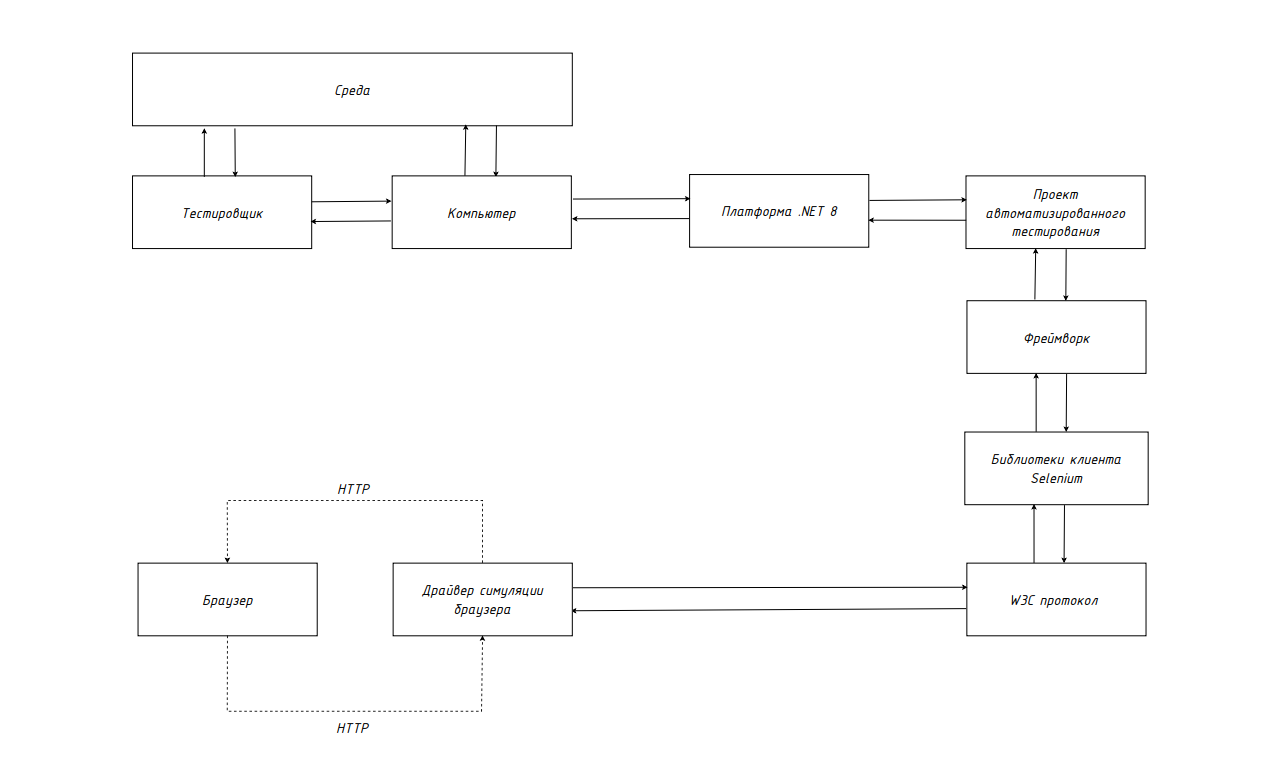 Среда
Тестировщик
Компьютер
Платформа .NET 8
Проект
автоматизированного
тестирования
Фреймворк
Библиотеки клиента
Selenium
HTTP
Браузер
Драйвер симуляции
браузера
W3C протокол
HTTP